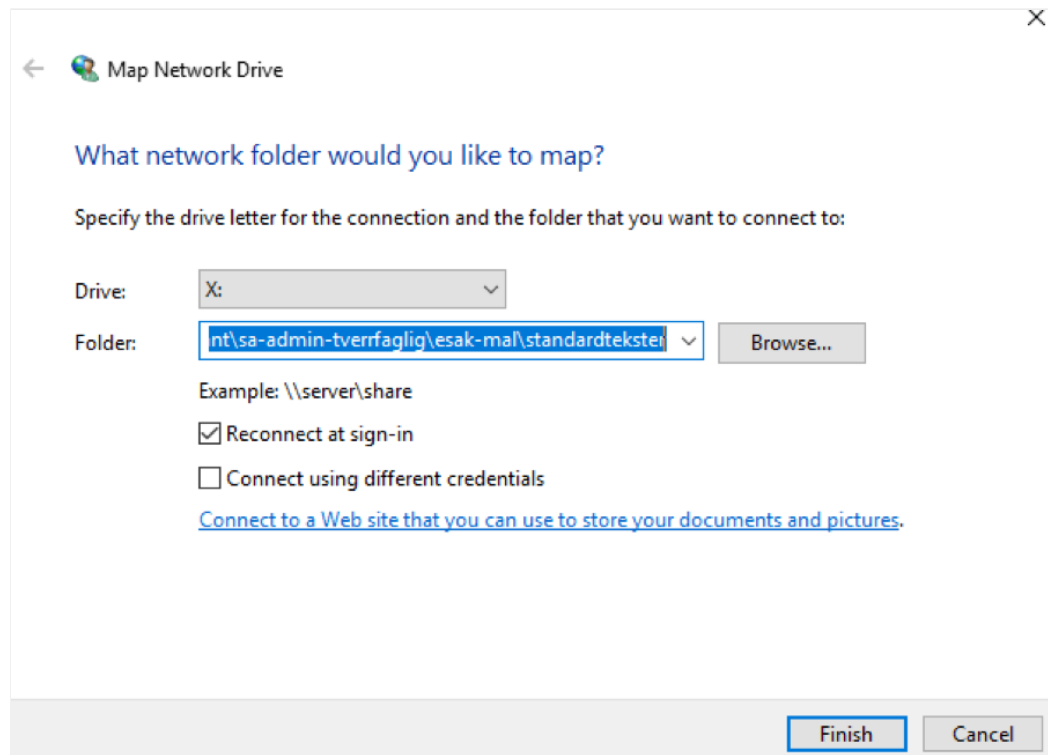 Map Network Drive
What network folder would you like to map?
Specify the drive letter for the connection and the folder that you want to connect to:
Drive: X:
Folder: nt\sa-admin-tverrfaglig\esak-mal\standardtekster Browse...
Example: \\server\share
Reconnect at sign-in
Connect using different credentials
Connect to a Web site that you can use to store your documents and pictures.
Finish Cancel